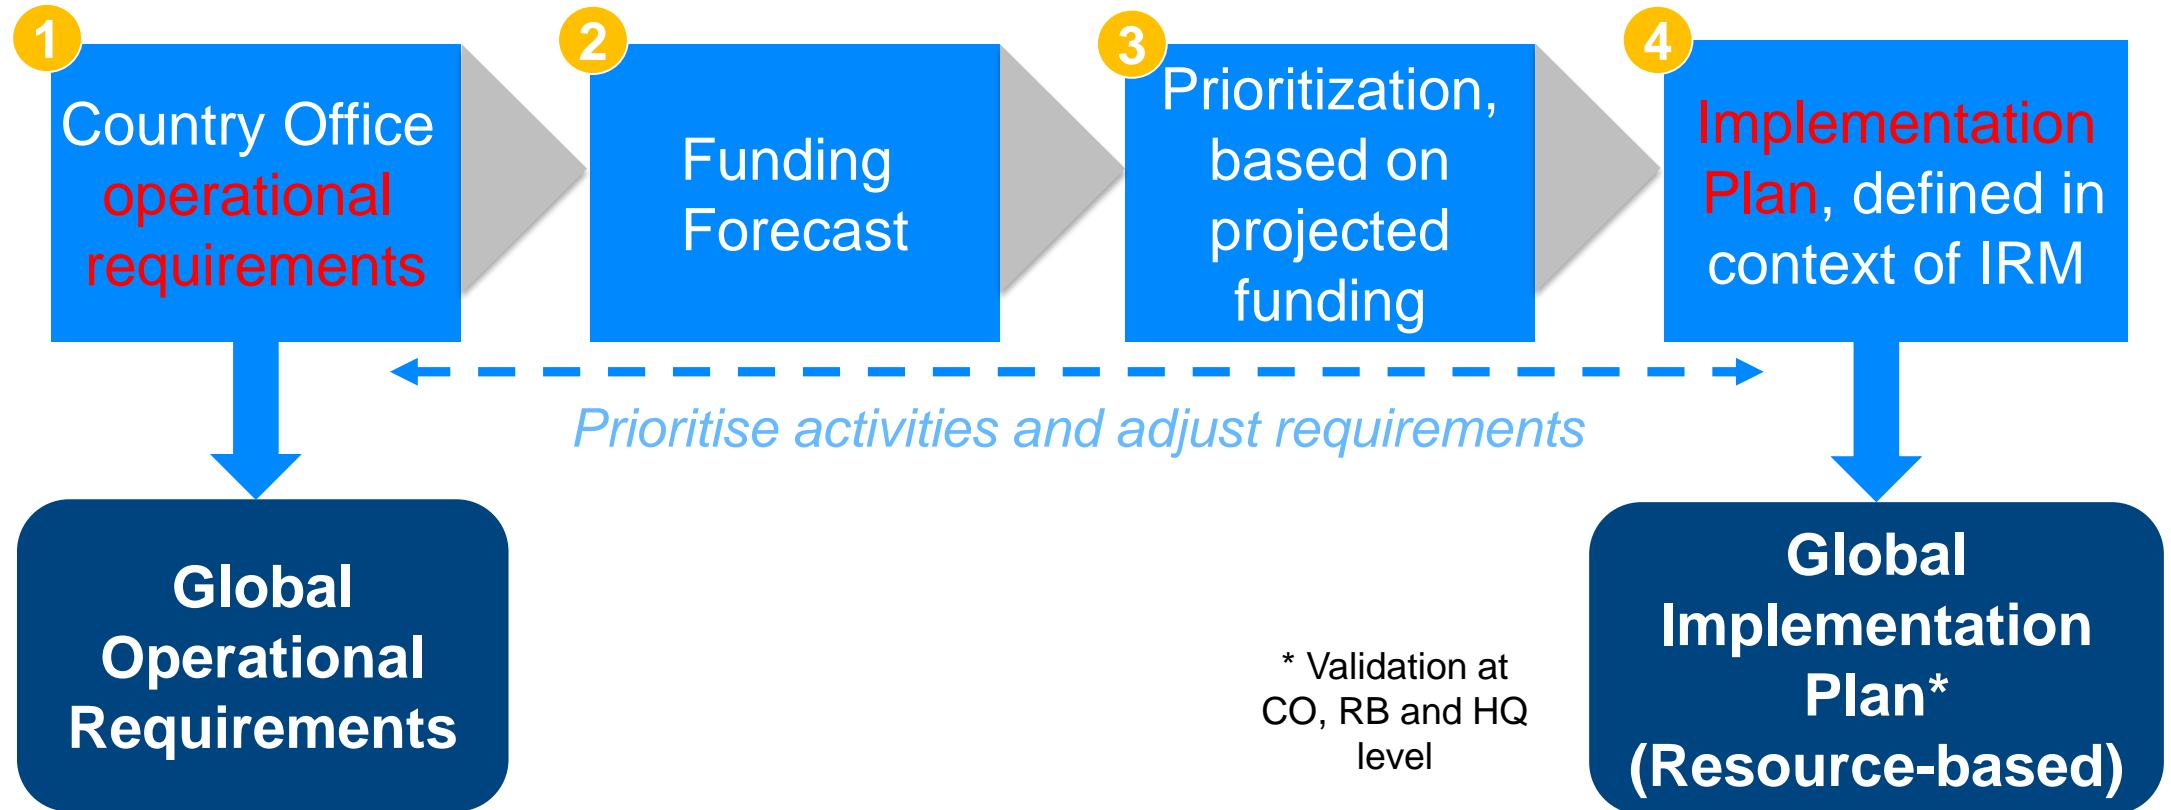 1
Country Office
operational
requirements
2
Funding
Forecast
3
Prioritization,
based on
projected
funding
4
Implementation
Plan, defined in
context of IRM
Prioritise activities and adjust requirements
Global
Operational
Requirements
* Validation at
CO, RB and HQ
level
Global
Implementation
Plan*
(Resource-based)